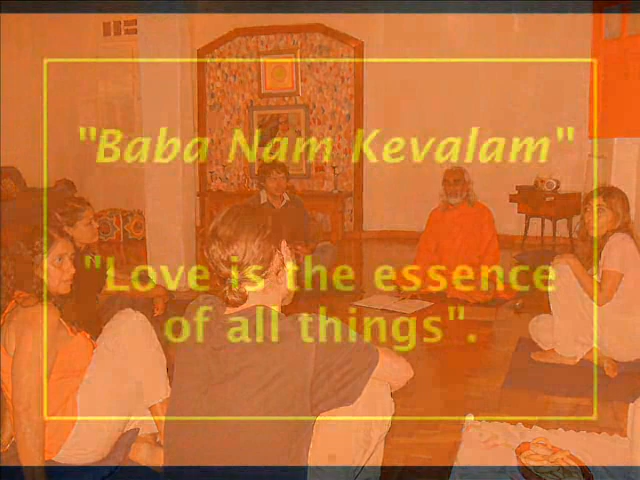 "Baba Nam Kevalam"
"Love is the essence
of all things".